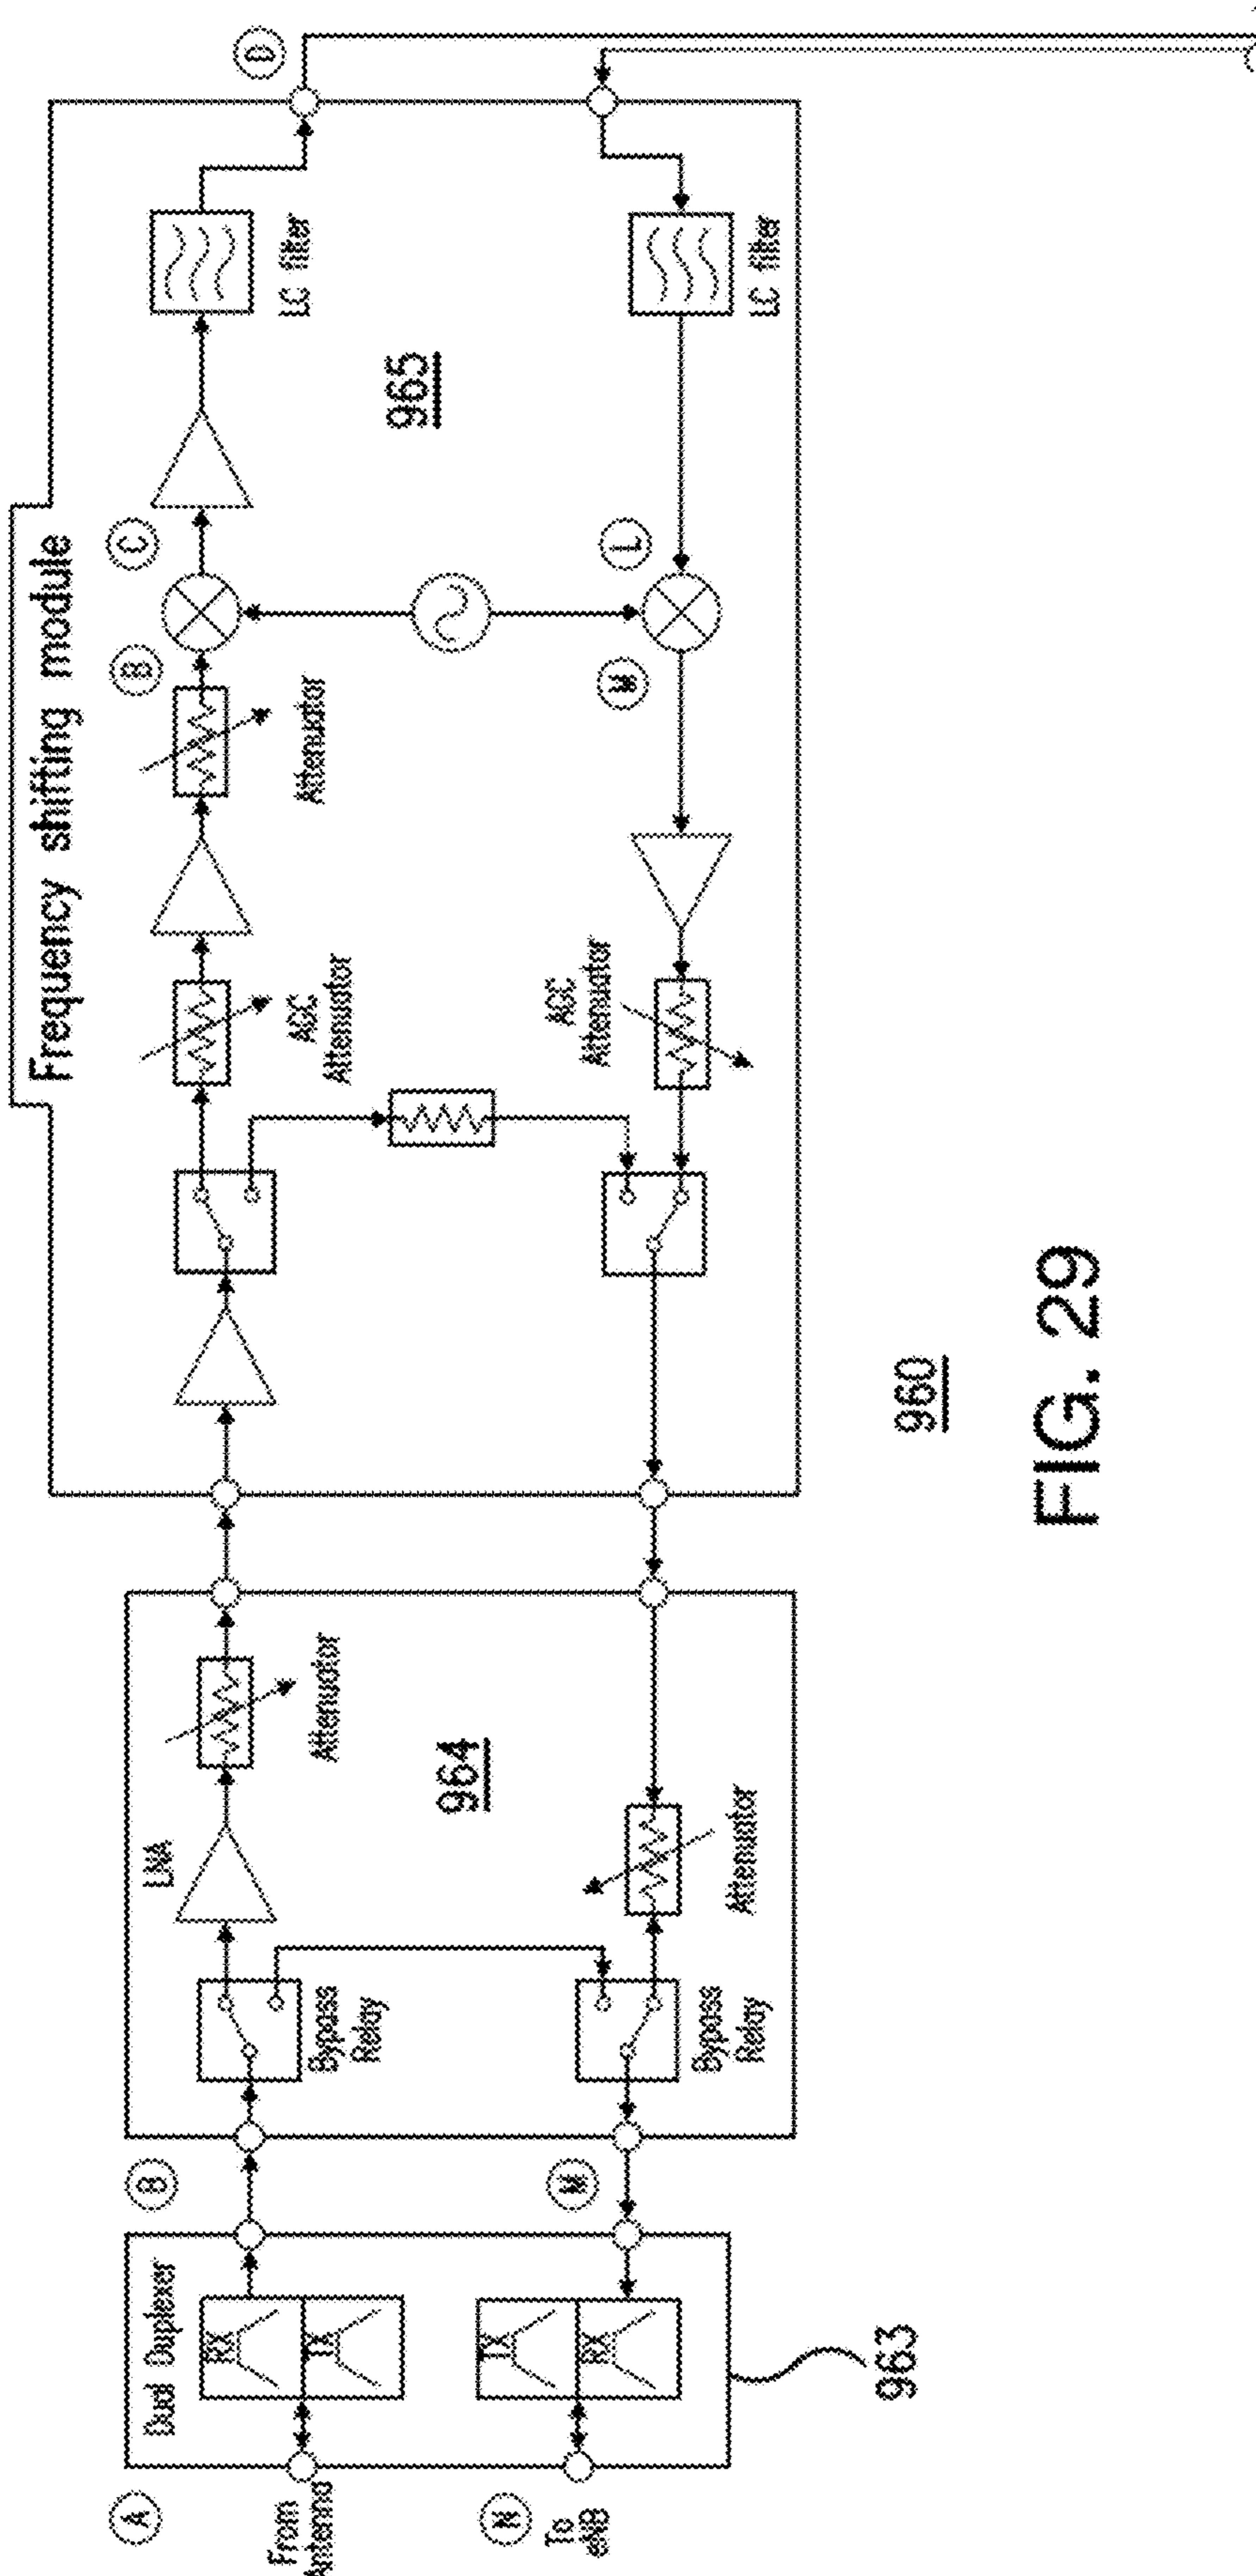 A
From
Antenna
N
To
eNB
Dual Duplexer
RX
TX
TX
RX
963
B
M
Bypass
Relay
LNA
Attenuator
964
Bypass
Relay
Attenuator
Frequency shifting module
AGC
Attenuator
Attenuator
B
C
LC filter
D
965
AGC
Attenuator
M
L
LC filter
960
FIG. 29